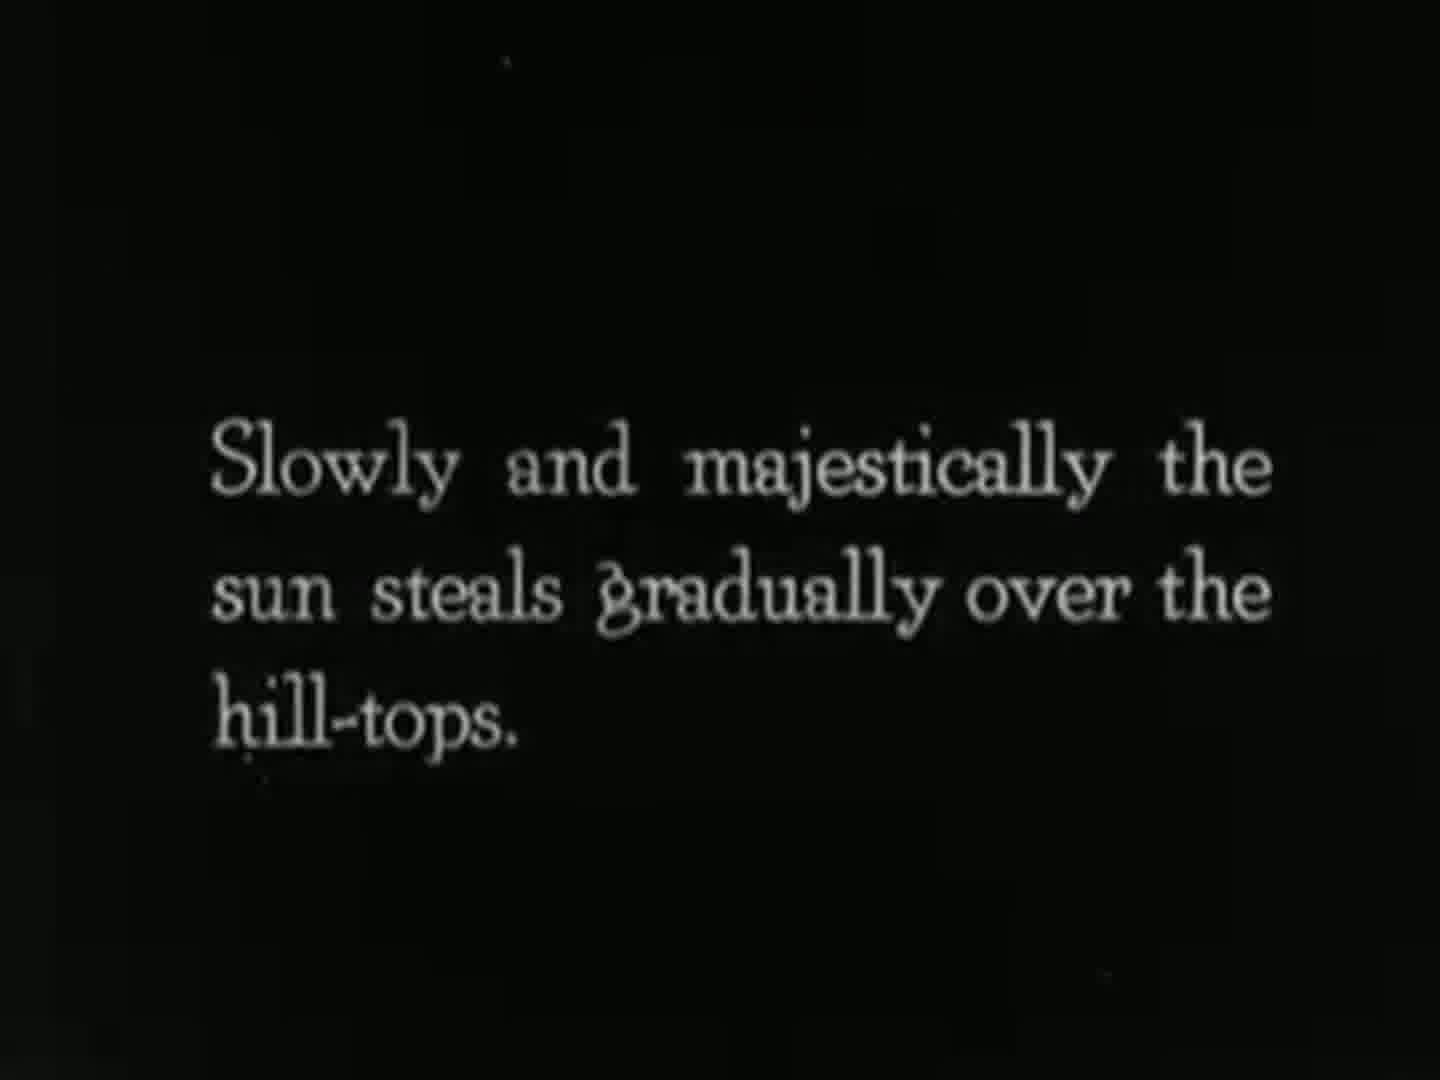 Slowly and majestically the
sun steals gradually over the
hill-tops.